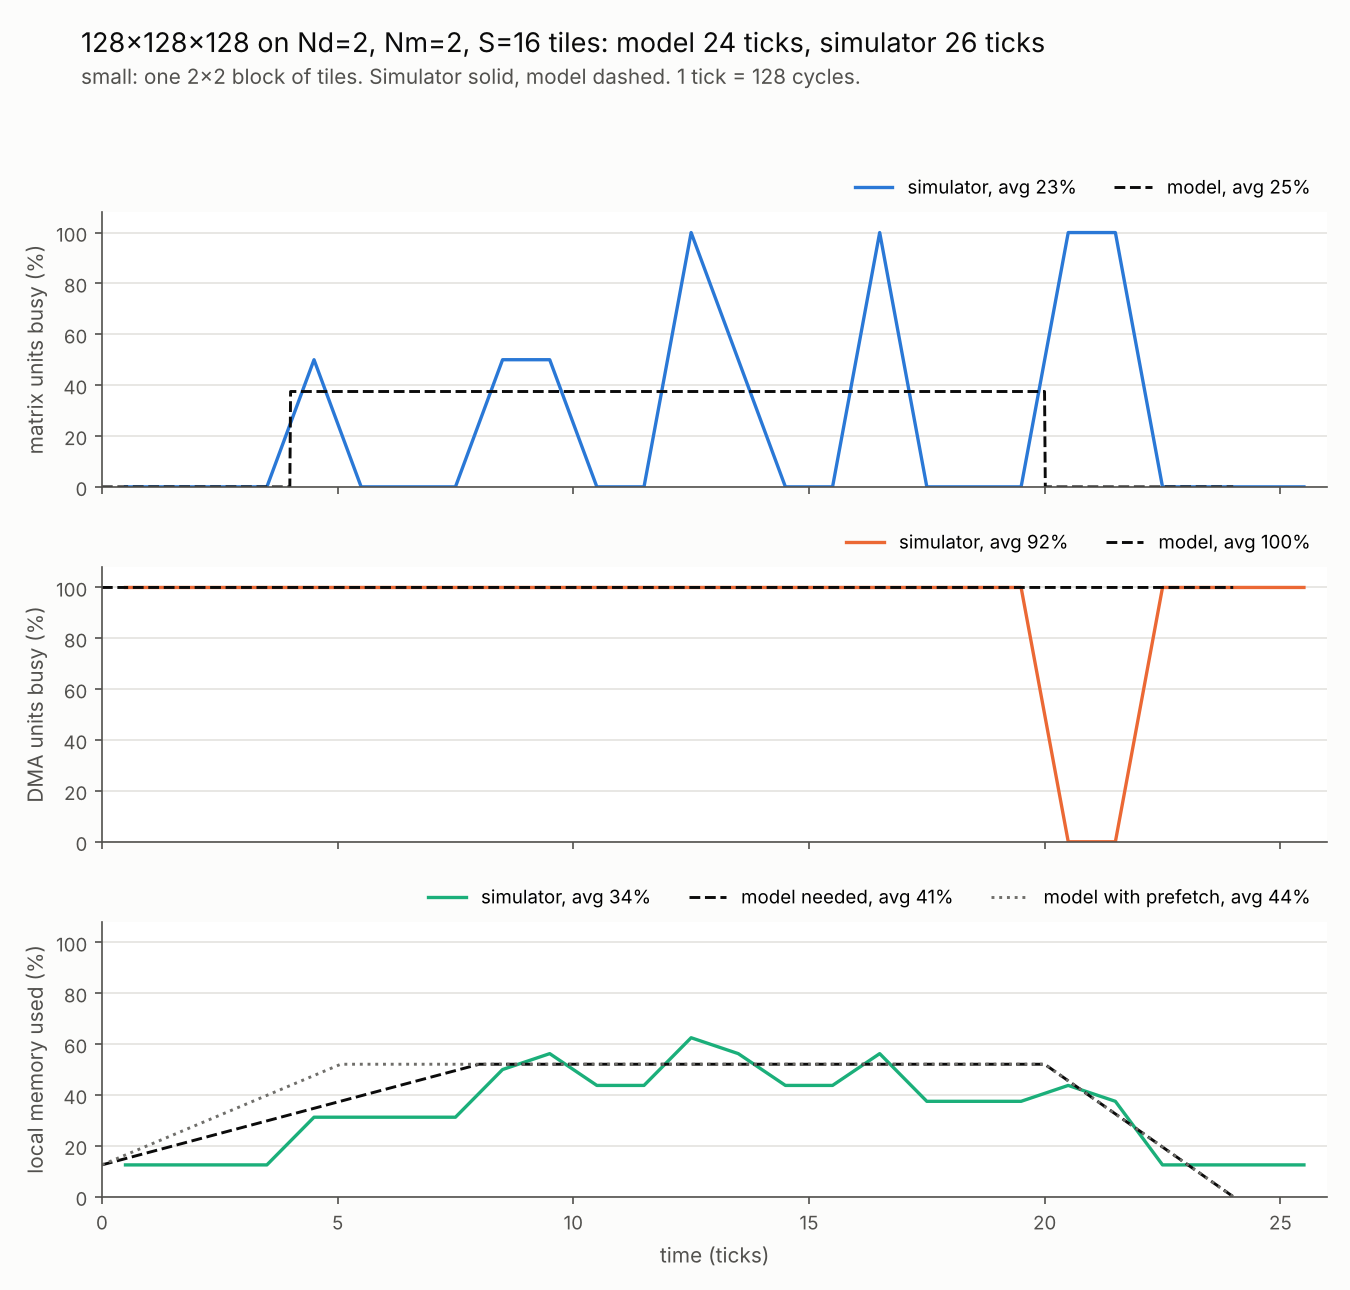 128×128×128 on Nd=2, Nm=2, S=16 tiles: model 24 ticks, simulator 26 ticks
small: one 2×2 block of tiles. Simulator solid, model dashed. 1 tick = 128 cycles.
simulator, avg 23% model, avg 25%
matrix units busy (%)
100
80
60
40
20
0
simulator, avg 92% model, avg 100%
DMA units busy (%)
100
80
60
40
20
0
simulator, avg 34% model needed, avg 41% model with prefetch, avg 44%
local memory used (%)
100
80
60
40
20
0
0 5 10 15 20 25
time (ticks)